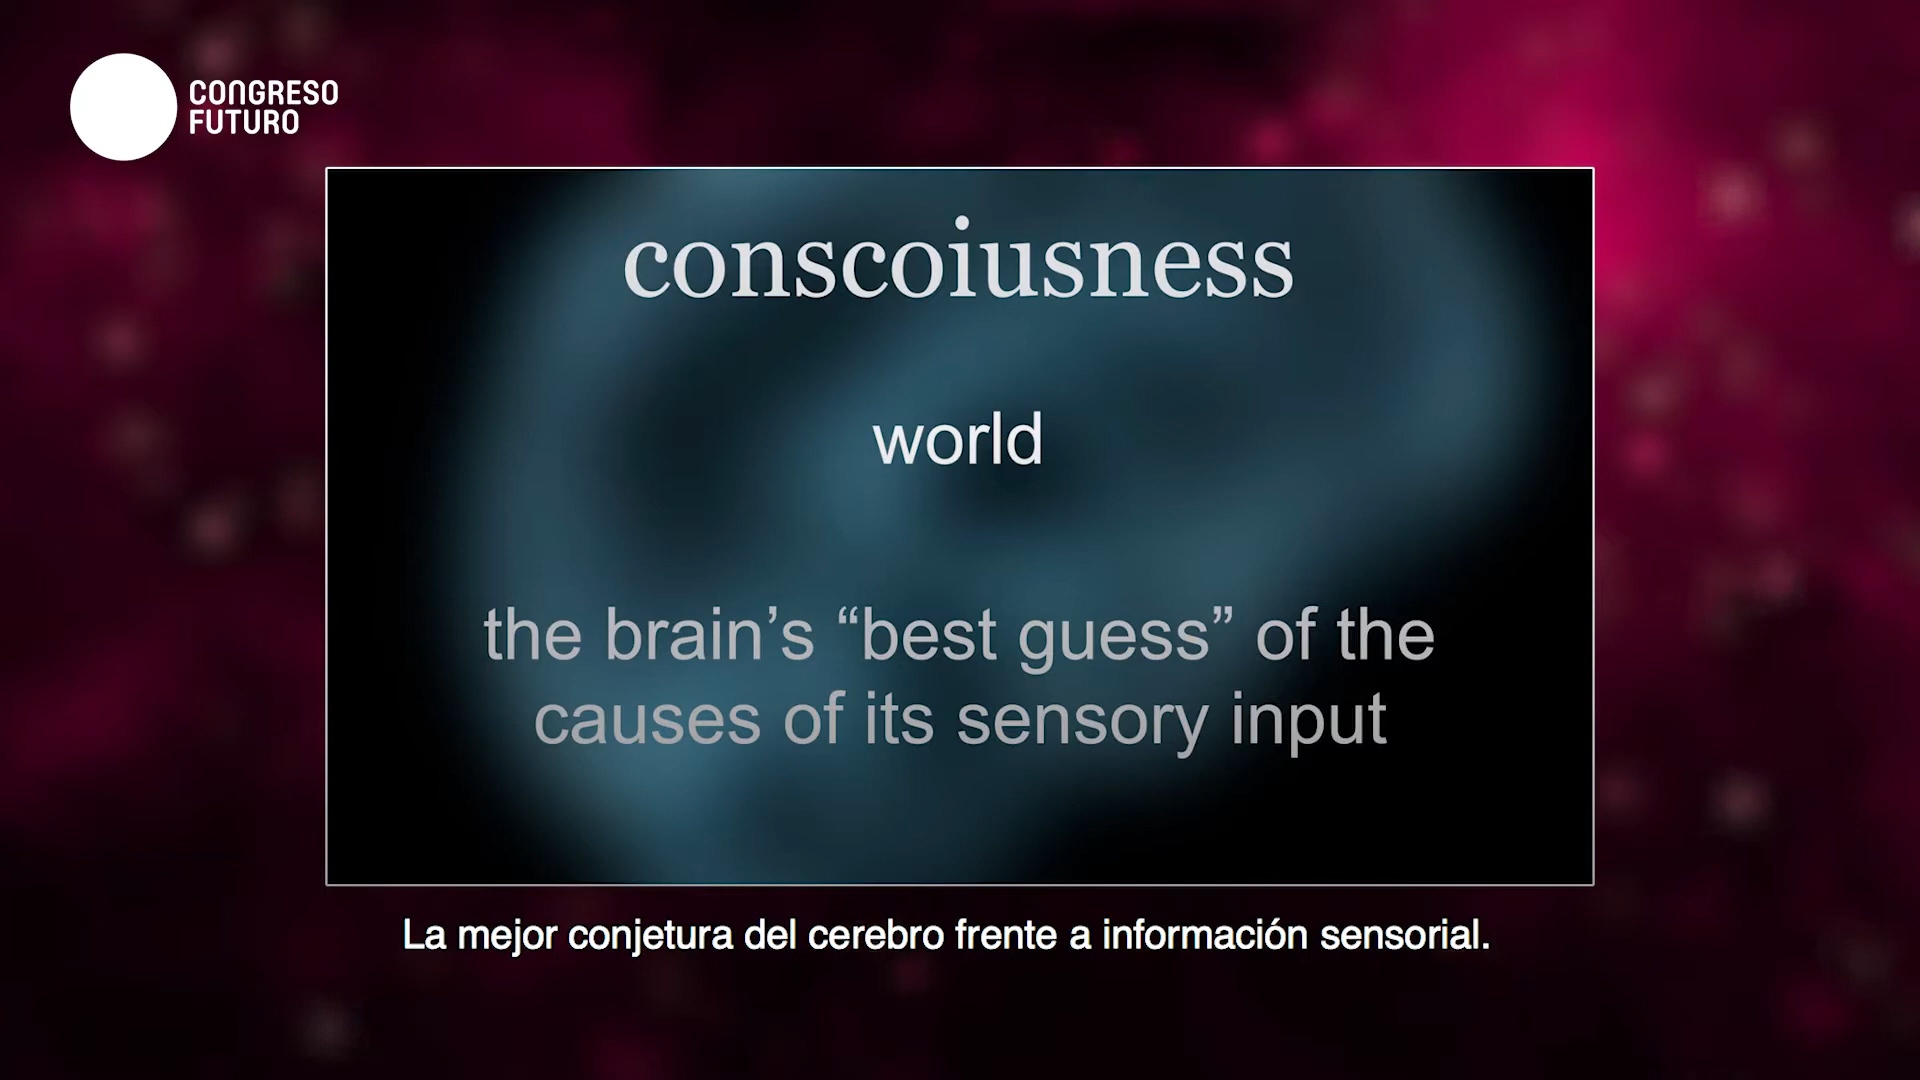 CONGRESO
FUTURO
conscoiusness
world
the brain’s “best guess” of the
causes of its sensory input
La mejor conjetura del cerebro frente a información sensorial.